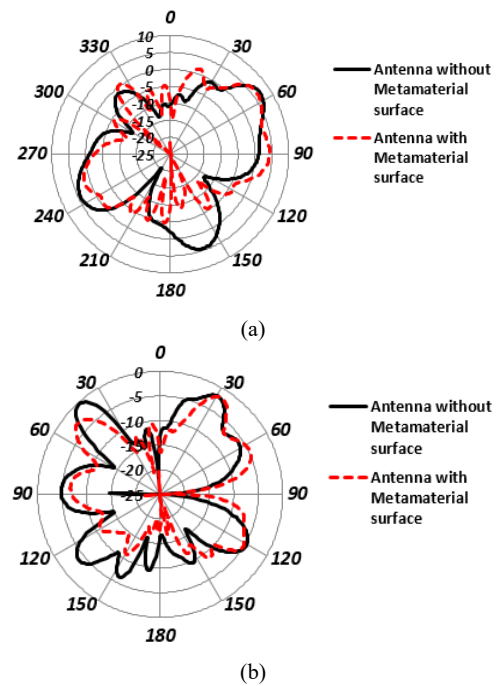 0
330
30
10
5
0
-5
-10
-15
-20
-25
300
60
270
90
240
120
210
150
180
Antenna without
Metamaterial
surface
Antenna with
Metamaterial
surface
(a)
0
30
30
0
-5
-10
-15
-20
-25
60
60
90
90
120
120
150
150
180
Antenna without
Metamaterial
surface
Antenna with
Metamaterial
surface
(b)